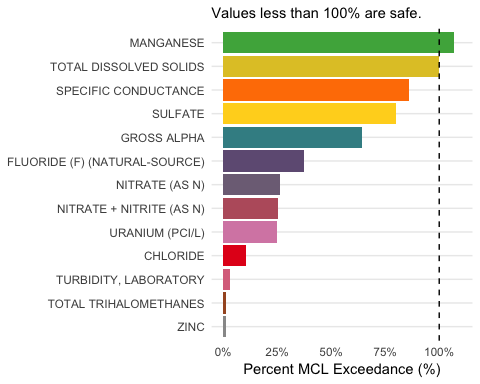 Values less than 100% are safe.
MANGANESE
TOTAL DISSOLVED SOLIDS
SPECIFIC CONDUCTANCE
SULFATE
GROSS ALPHA
FLUORIDE (F) (NATURAL-SOURCE)
NITRATE (AS N)
NITRATE + NITRITE (AS N)
URANIUM (PCI/L)
CHLORIDE
TURBIDITY, LABORATORY
TOTAL TRIHALOMETHANES
ZINC
0% 25% 50% 75% 100%
Percent MCL Exceedance (%)